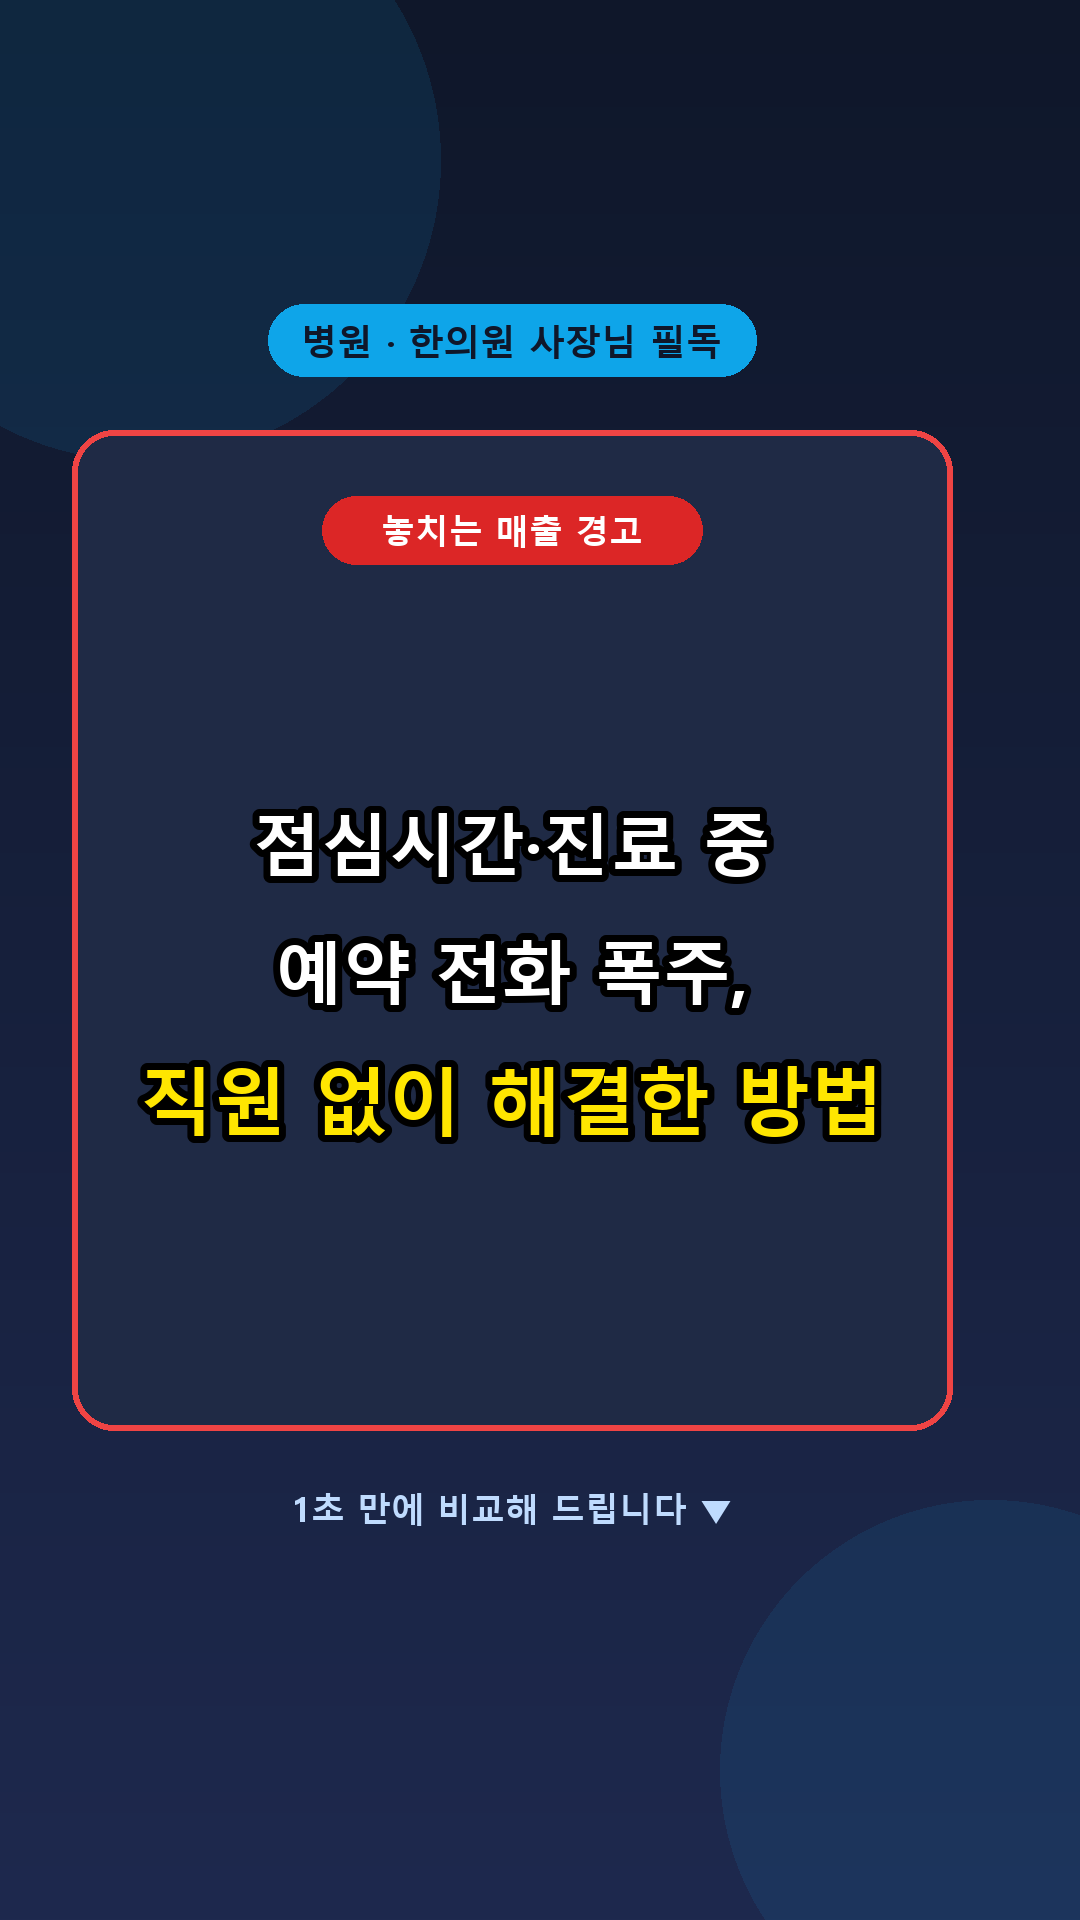 병원 · 한의원 사장님 필독
놓치는 매출 경고
점심시간·진료 중
예약 전화 폭주,
직원 없이 해결한 방법
1초 만에 비교해 드립니다 ▼